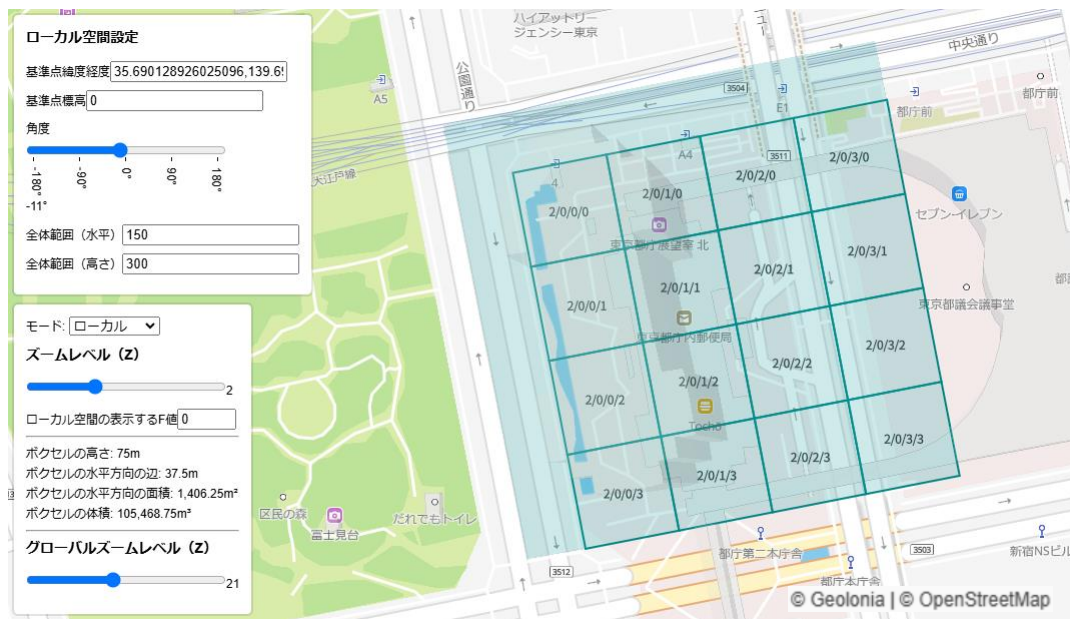 ローカル空間設定
基準点緯度経度 35.690128926025096,139.6
基準点標高 0
角度
-180°
-90°
0°
90°
180°
-11°
全体範囲（水平） 150
全体範囲（高さ） 300
モード: ローカル
ズームレベル（Z）
2
ローカル空間の表示するF値 0
ボクセルの高さ: 75m
ボクセルの水平方向の辺: 37.5m
ボクセルの水平方向の面積: 1,406.25m²
ボクセルの体積: 105,468.75m³
グローバルズームレベル（Z）
21
ハイアットリー
ジェンシー東京
公園通り
中央通り
A5
3504
E1
都庁前
都庁前
A4
3511
4
大江戸線
2/0/0/0
2/0/1/0
2/0/2/0
2/0/3/0
セブン-イレブン
東京都庁展望室 北
2/0/0/1
2/0/1/1
2/0/2/1
2/0/3/1
東京都議会議事堂
東京都庁内郵便局
2/0/0/2
2/0/1/2
2/0/2/2
2/0/3/2
2/0/0/3
2/0/1/3
2/0/2/3
2/0/3/3
区民の森
富士見台
だれでもトイレ
都庁第二本庁舎
3503
新宿NSビル
3512
都庁本庁舎
© Geolonia | © OpenStreetMap